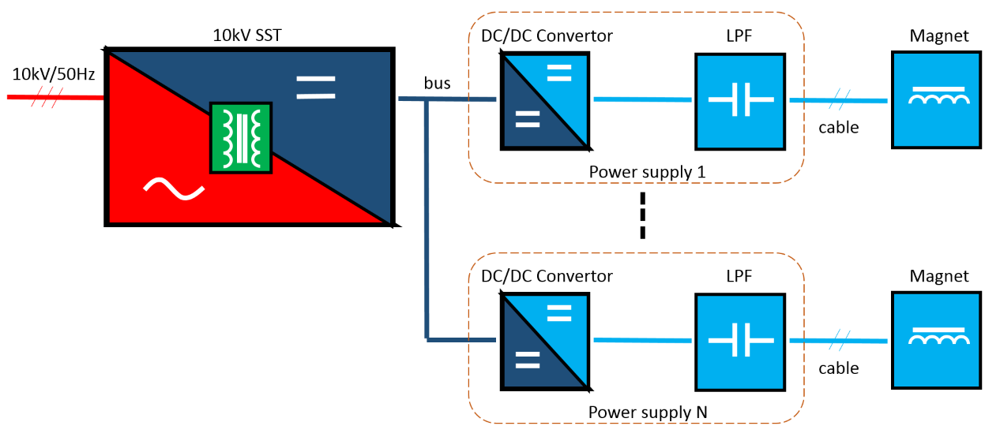 10kV SST
10kV/50Hz
bus
DC/DC Convertor
LPF
Magnet
cable
Power supply 1
DC/DC Convertor
LPF
Magnet
cable
Power supply N